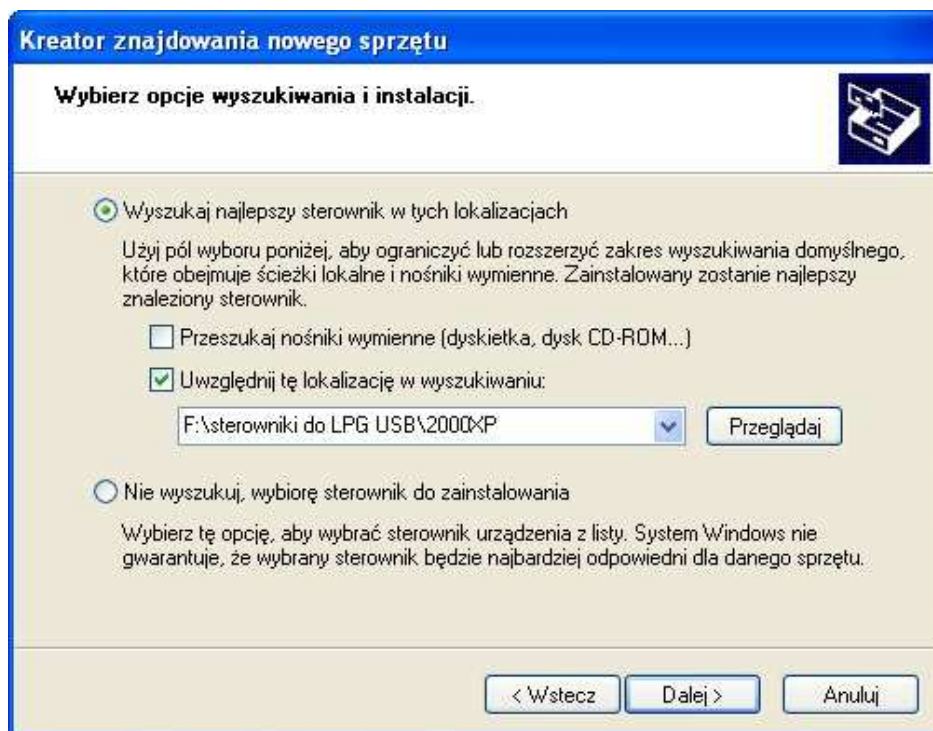 Kreator znajdowania nowego sprzętu
Wybierz opcje wyszukiwania i instalacji.
Wyszukaj najlepszy sterownik w tych lokalizacjach
Użyj pól wyboru poniżej, aby ograniczyć lub rozszerzyć zakres wyszukiwania domyślnego,
które obejmuje ścieżki lokalne i nośniki wymienne. Zainstalowany zostanie najlepszy
znaleziony sterownik.
Przeszukaj nośniki wymienne (dyskietka, dysk CD-ROM...)
Uwzględnij tę lokalizację w wyszukiwaniu:
F:\sterowniki do LPG USB\2000XP
Przeglądaj
Nie wyszukuj, wybiorę sterownik do zainstalowania
Wybierz tę opcję, aby wybrać sterownik urządzenia z listy. System Windows nie
gwarantuje, że wybrany sterownik będzie najbardziej odpowiedni dla danego sprzętu.
< Wstecz
Dalej >
Anuluj